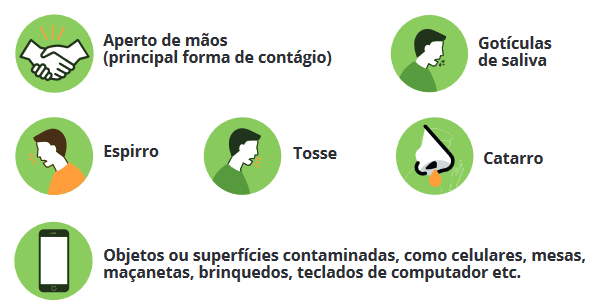 Aperto de mãos
(principal forma de contágio)
Gotículas
de saliva
Espirro
Tosse
Catarro
Objetos ou superfícies contaminadas, como celulares, mesas,
maçanetas, brinquedos, teclados de computador etc.